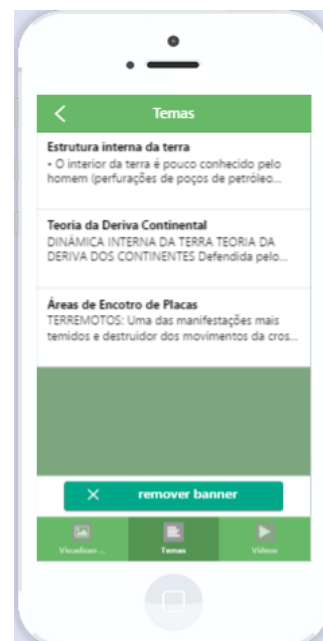 Temas
Estrutura interna da terra
• O interior da terra é pouco conhecido pelo
homem (perfurações de poços de petróleo...
Teoria da Deriva Continental
DINÁMICA INTERNA DA TERRA TEORIA DA
DERIVA DOS CONTINENTES Defendida pelo...
Áreas de Encotro de Placas
TERREMOTOS: Uma das manifestações mais
temidos e destruidor dos movimentos da cros...
× remover banner
Visualizar ...
Temas
Vídeos